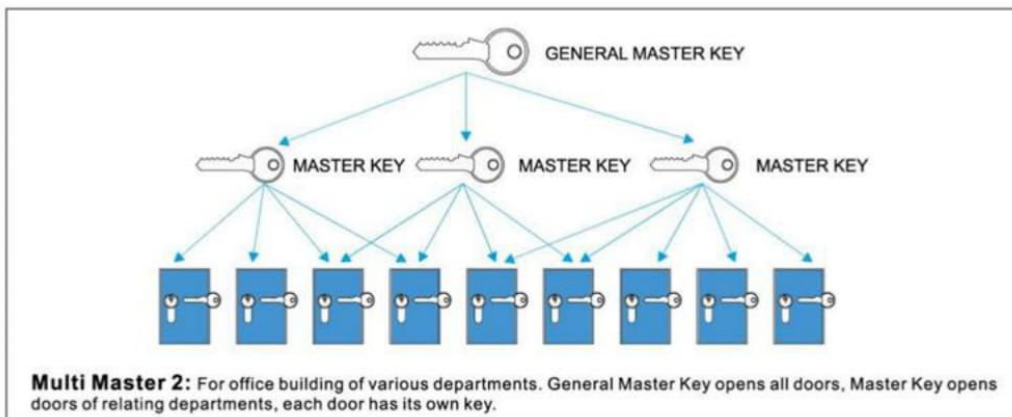 GENERAL MASTER KEY
MASTER KEY
MASTER KEY
MASTER KEY
Multi Master 2: For office building of various departments. General Master Key opens all doors, Master Key opens
doors of relating departments, each door has its own key.